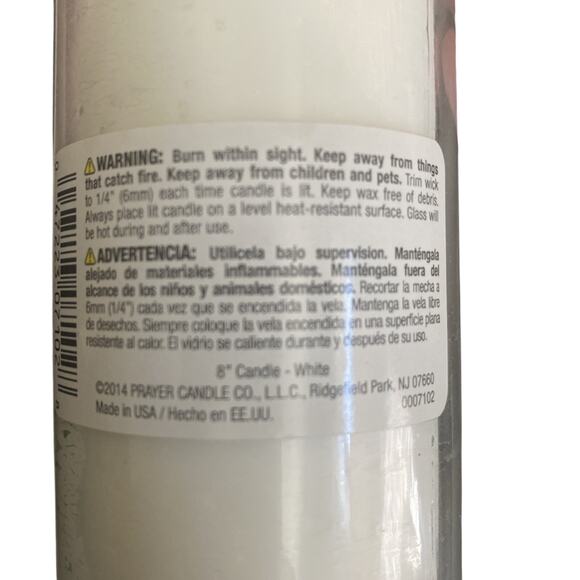 WARNING: Burn within sight. Keep away from things
that catch fire. Keep away from children and pets. Trim wick
to 1/4" (6mm) each time candle is lit. Keep wax free of debris.
Always place lit candle on a level heat-resistant surface. Glass will
be hot during and after use.
ADVERTENCIA: Utilicela bajo supervision. Manténgala
alejado de materiales inflammables. Manténgala fuera del
alcance de los niños y animales domésticos. Recortar la mecha a
6mm (1/4") cada vez que se encendida la vela. Mantenga la vela libre
de desechos. Siempre coloque la vela encendida en una superficie plana
resistente al calor. El vidrio se caliente durante y después de su uso.
8" Candle - White
©2014 PRAYER CANDLE CO., L.L.C., Ridgefield Park, NJ 07660
Made in USA / Hecho en EE.UU.
0007102